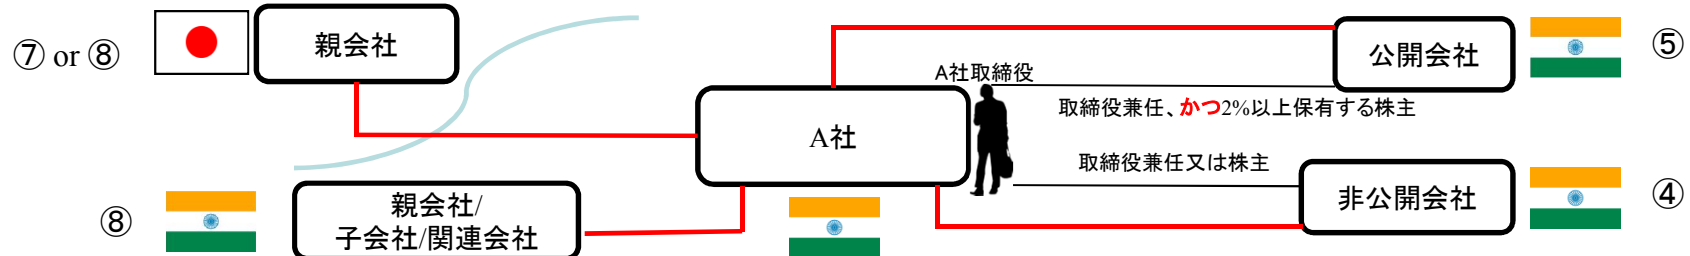 ⑦ or ⑧
親会社
A社取締役
公開会社
⑤
取締役兼任、かつ2%以上保有する株主
A社
取締役兼任又は株主
非公開会社
④
⑧
親会社/
子会社/関連会社